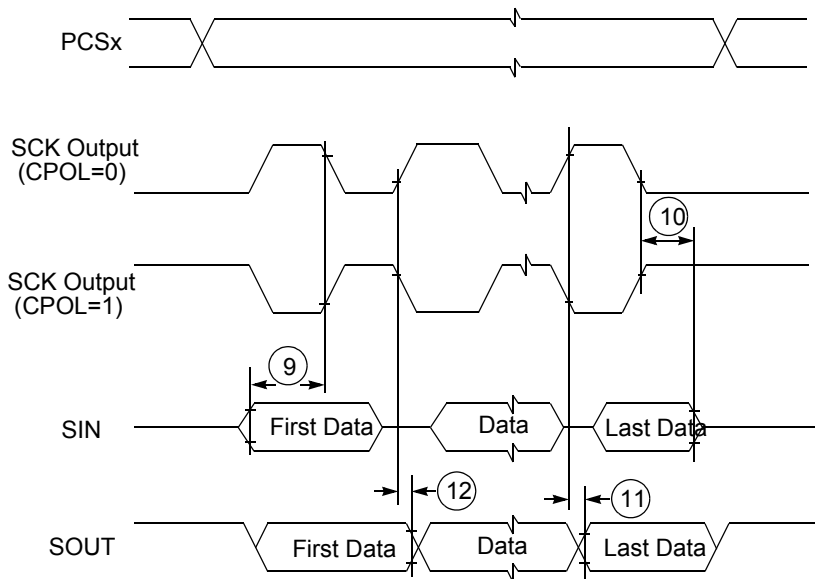 PCSx
SCK Output
(CPOL=0)
10
SCK Output
(CPOL=1)
9
SIN
First Data
Data
Last Data
12
11
SOUT
First Data
Data
Last Data